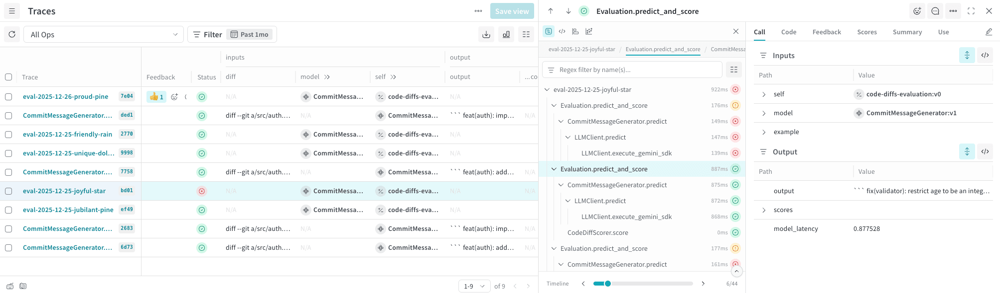 Traces
Save view
All Ops
Filter
Past 1mo
inputs
output
Trace
Feedback
Status
diff
model
self
output
...co
eval-2025-12-26-proud-pine 7e04 👍 1 N/A CommitMessa... code-diffs-eva... N/A
CommitMessageGenerator.... ded1 diff --git a/src/auth.... N/A CommitMessa... ``` feat(auth): imp... N/A
eval-2025-12-25-friendly-rain 2770 N/A CommitMessa... code-diffs-eva... N/A
eval-2025-12-25-unique-dol... 9998 N/A CommitMessa... code-diffs-eva... N/A
CommitMessageGenerator.... 7758 diff --git a/src/auth.... N/A CommitMessa... ``` feat(auth): add... N/A
eval-2025-12-25-joyful-star bd01 N/A CommitMessa... code-diffs-eva... N/A N/A
eval-2025-12-25-jubilant-pine ef49 N/A CommitMessa... code-diffs-eva... N/A
CommitMessageGenerator.... 2683 diff --git a/src/auth.... N/A CommitMessa... ``` feat(auth): imp... N/A
CommitMessageGenerator.... 6d73 diff --git a/src/auth.... N/A CommitMessa... ``` feat(auth): add... N/A
1-9 of 9
Evaluation.predict_and_score
eval-2025-12-25-joyful-star / Evaluation.predict_and_score / CommitMessa
Regex filter by name(s)...
eval-2025-12-25-joyful-star 922ms
Evaluation.predict_and_score 176ms
CommitMessageGenerator.predict 149ms
LLMClient.predict 147ms
LLMClient.execute_gemini_sdk 139ms
Evaluation.predict_and_score 887ms
CommitMessageGenerator.predict 875ms
LLMClient.predict 872ms
LLMClient.execute_gemini_sdk 868ms
CodeDiffScorer.score 0ms
Evaluation.predict_and_score 177ms
CommitMessageGenerator.predict 161ms
Timeline 6/44
Call Code Feedback Scores Summary Use
Inputs
Path Value
self code-diffs-evaluation:v0
model CommitMessageGenerator:v1
example
Output
Path Value
output ``` fix(validator): restrict age to be an integ...
scores
model_latency 0.877528